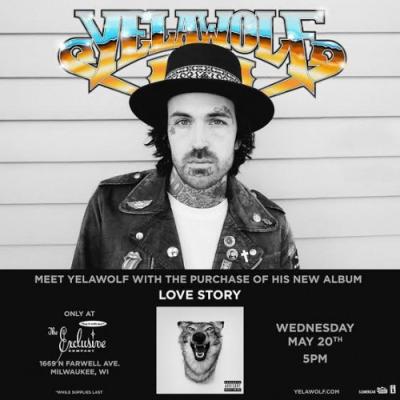 YELAWOLF
MEET YELAWOLF WITH THE PURCHASE OF HIS NEW ALBUM
LOVE STORY
ONLY AT
The
Exclusive
COMPANY
1669 N FARWELL AVE.
MILWAUKEE, WI
*WHILE SUPPLIES LAST
WEDNESDAY
MAY 20TH
5PM
YELAWOLF.COM